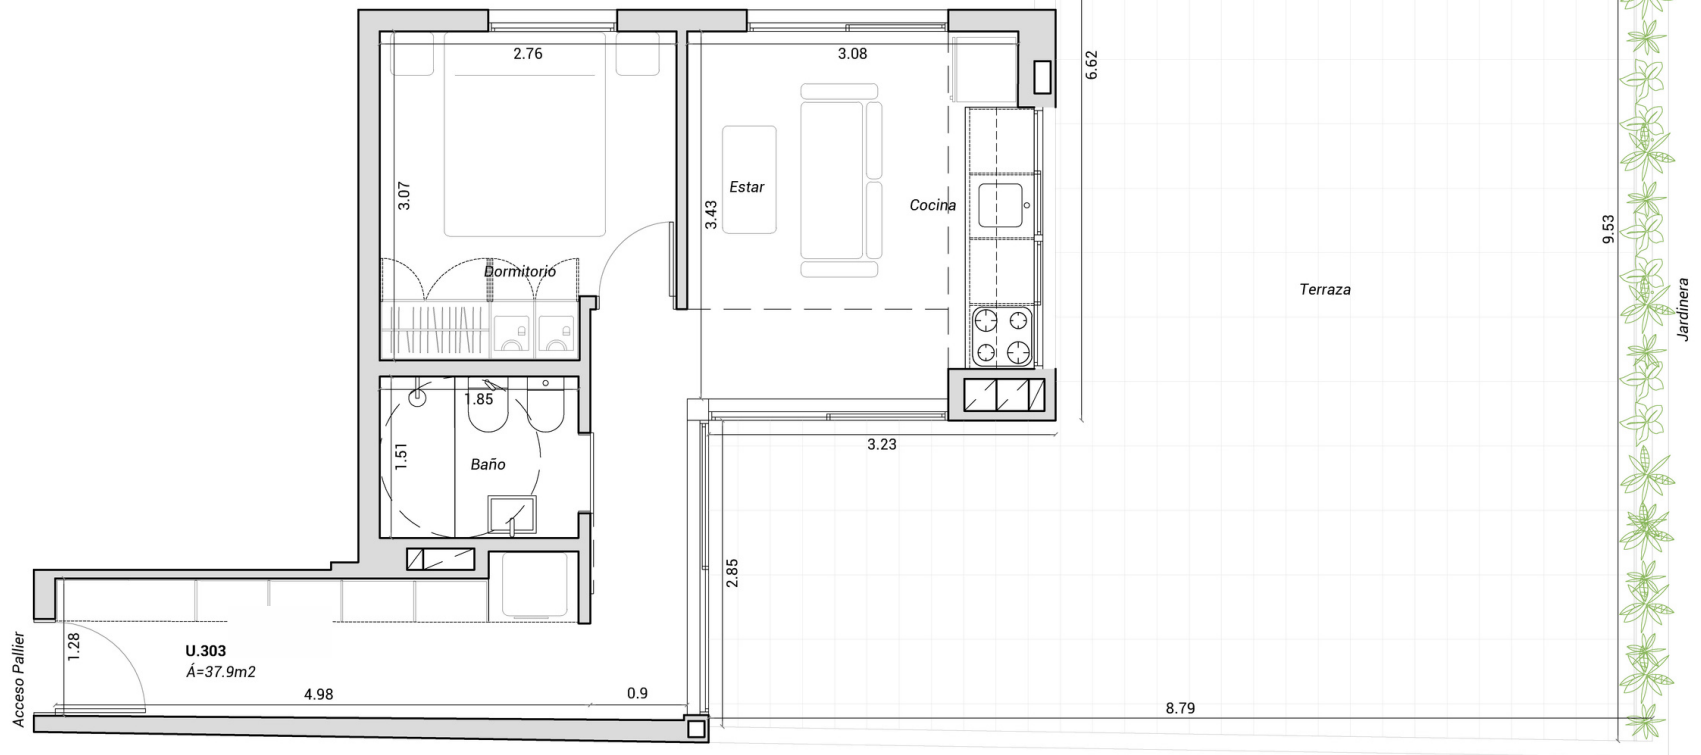 2.76
3.08
6.62
3.07
Estar
3.43
Cocina
9.53
Dormitorio
Terraza
Jardinera
1.85
3.23
1.51
Baño
2.85
Acceso Pallier
1.28
U.303
Á=37.9m2
4.98
0.9
8.79